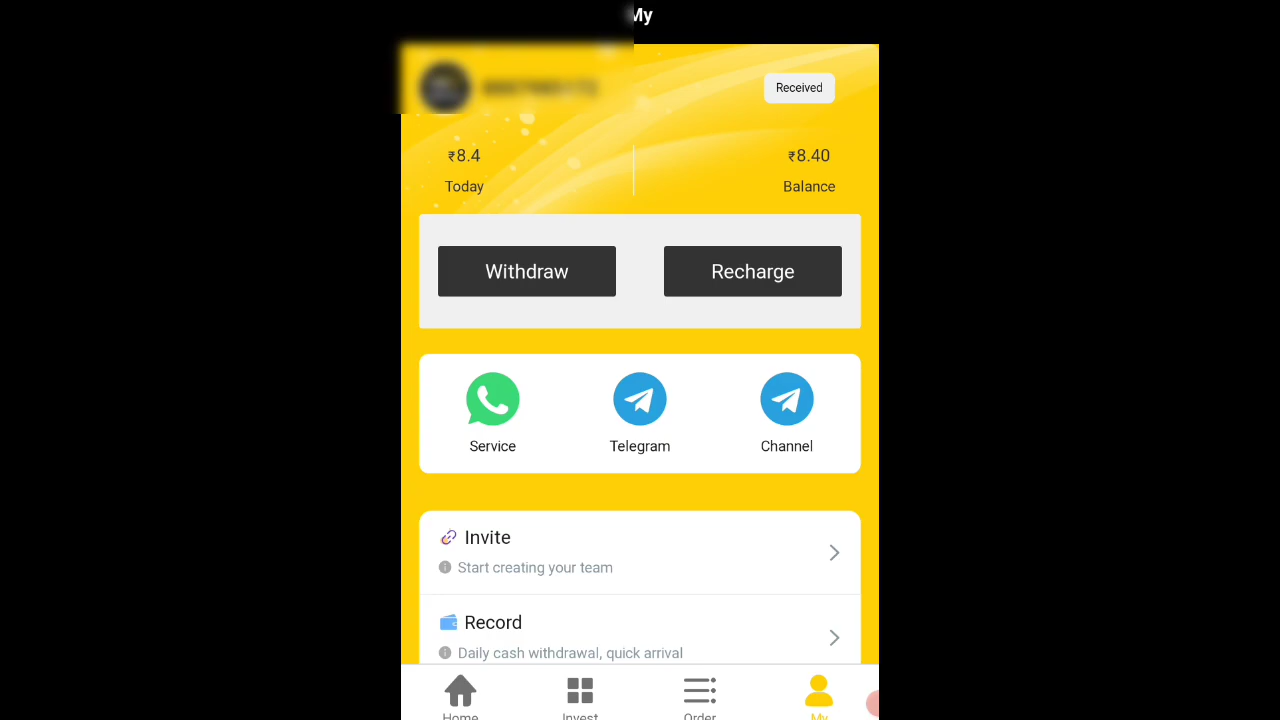 My
Received
₹8.4
₹8.40
Today
Balance
Withdraw
Recharge
Service
Telegram
Channel
Invite
Start creating your team
Record
Daily cash withdrawal, quick arrival
Home
Invest
Order
My